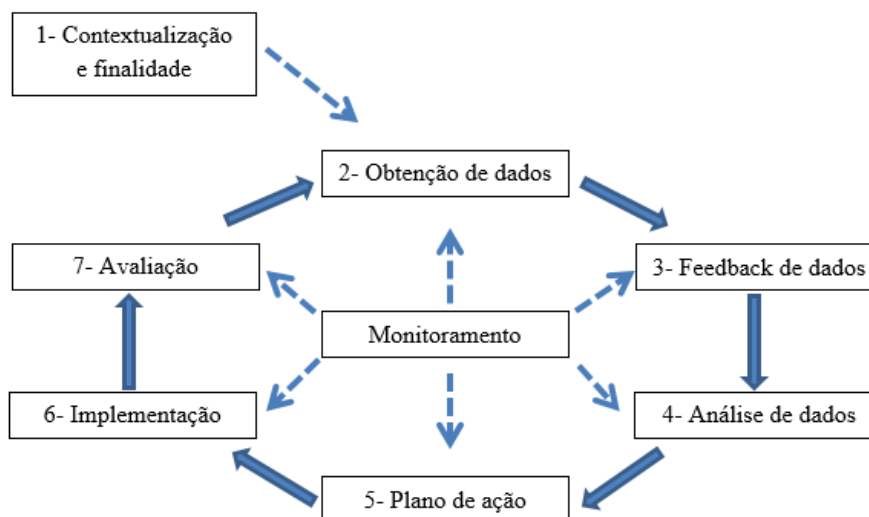 1- Contextualização
e finalidade
2- Obtenção de dados
7- Avaliação
3- Feedback de dados
Monitoramento
6- Implementação
4- Análise de dados
5- Plano de ação